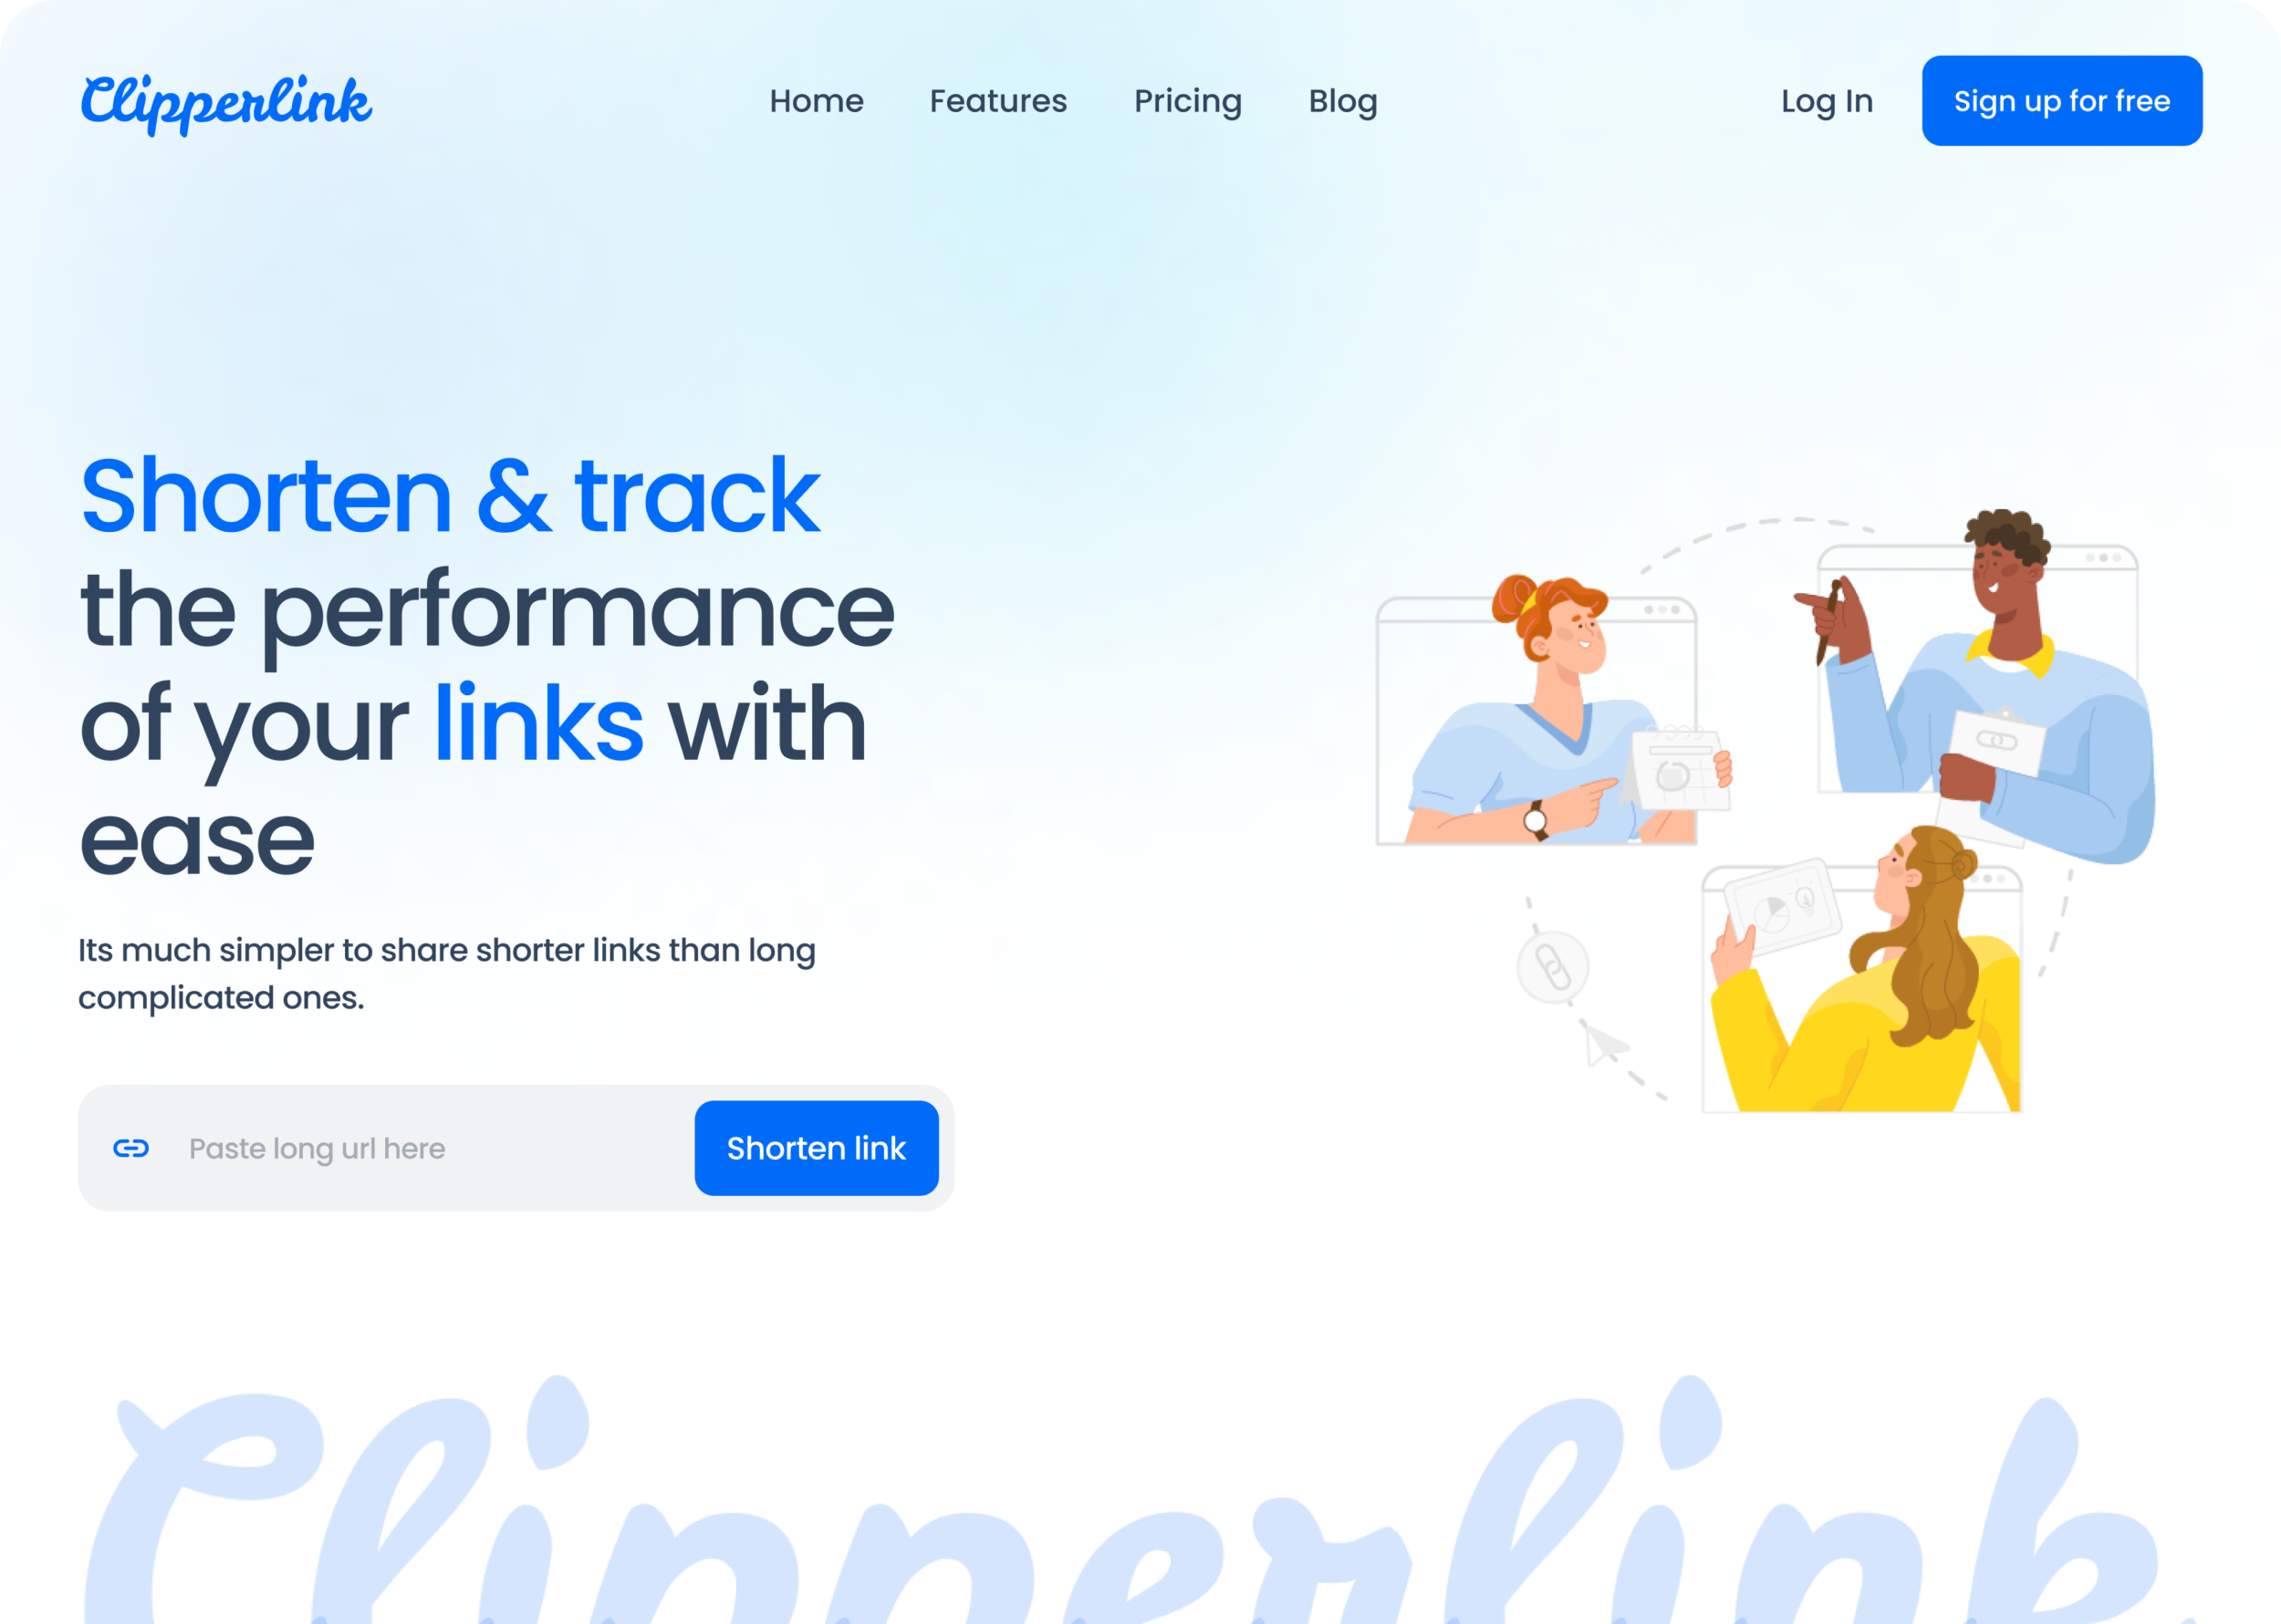 Clipperlink
Home Features Pricing Blog Log In Sign up for free
Shorten & track
the performance
of your links with
ease
Its much simpler to share shorter links than long
complicated ones.
Paste long url here Shorten link
Clipperlink